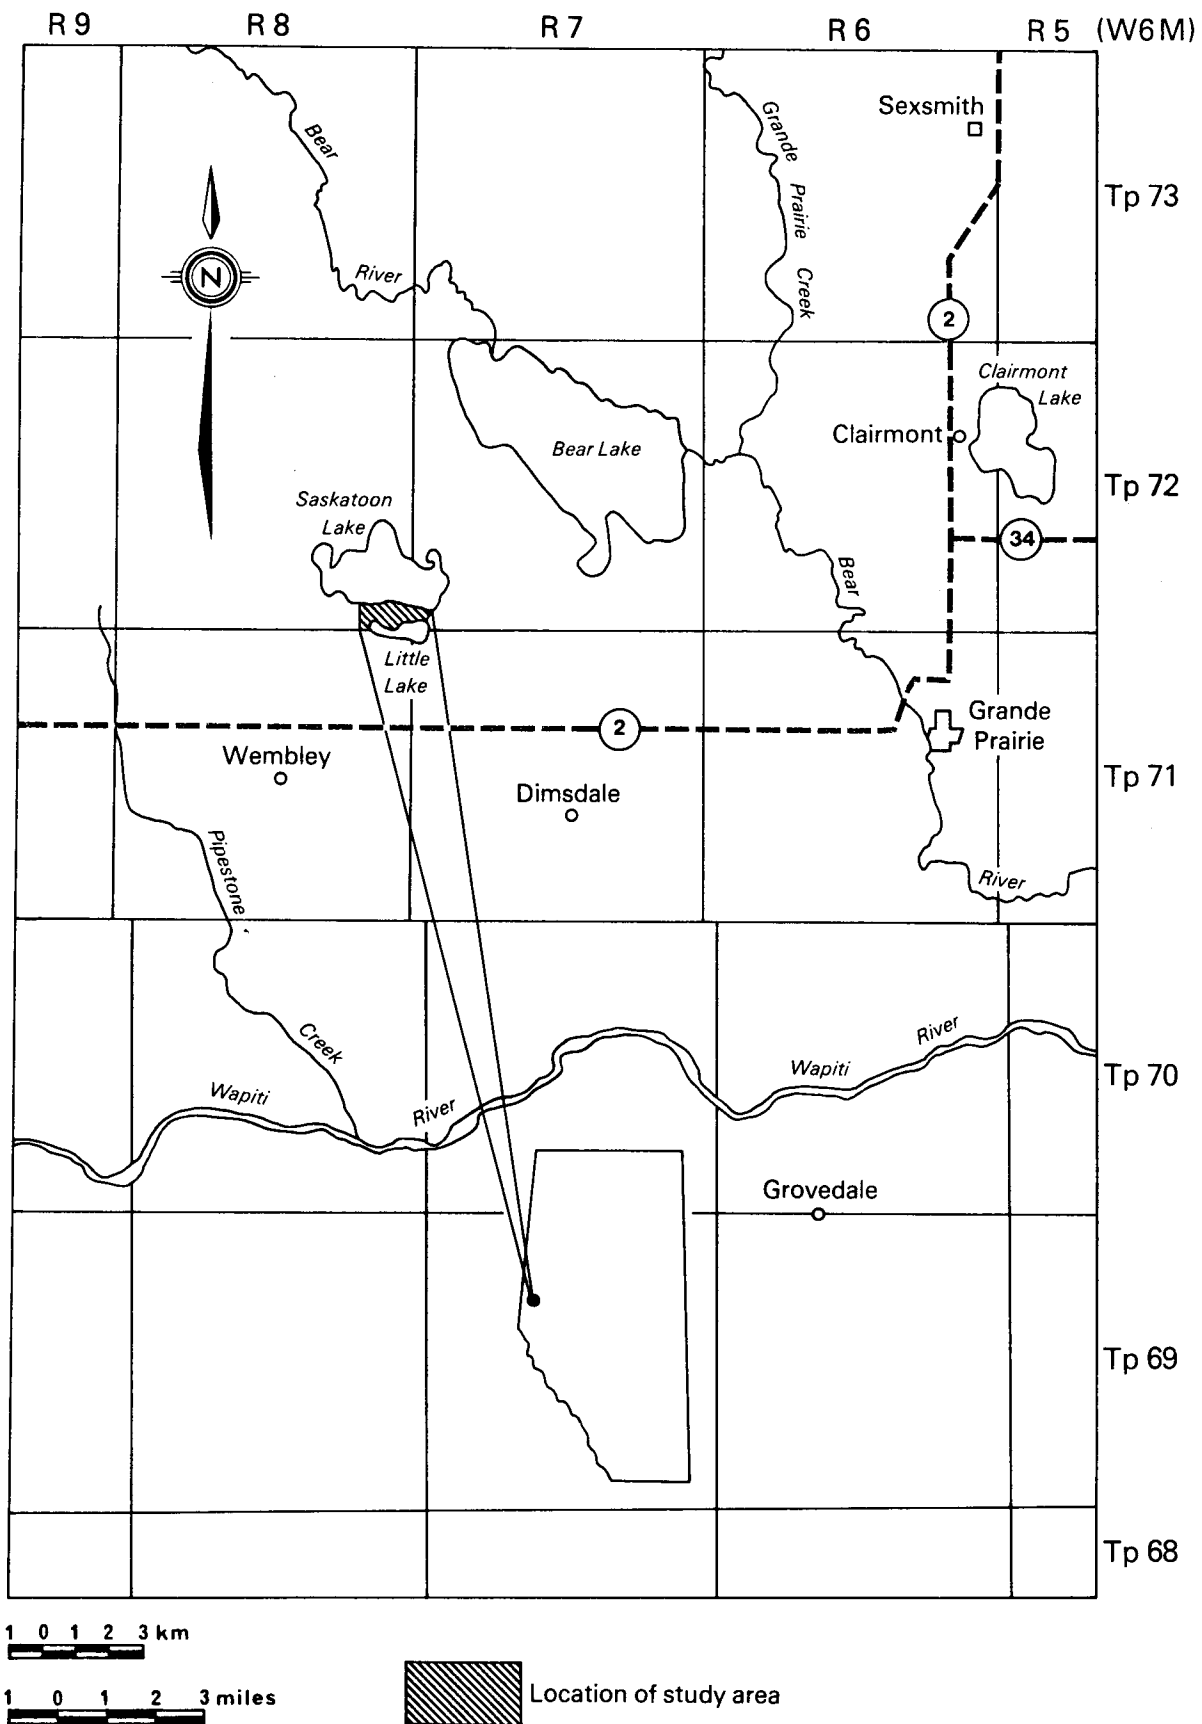 R 9 R 8 R 7 R 6 R 5 (W6M)
Sexsmith
Grande Prairie Creek
Bear River
Tp 73
N
2
Clairmont
Lake
Clairmont
Bear Lake
Tp 72
Saskatoon
Lake
34
Bear River
Little
Lake
2
Grande
Prairie
Wembley
Dimsdale
Tp 71
Pipestone Creek
Wapiti River
Wapiti River
Tp 70
Grovedale
Tp 69
Tp 68
1 0 1 2 3 km
1 0 1 2 3 miles
Location of study area